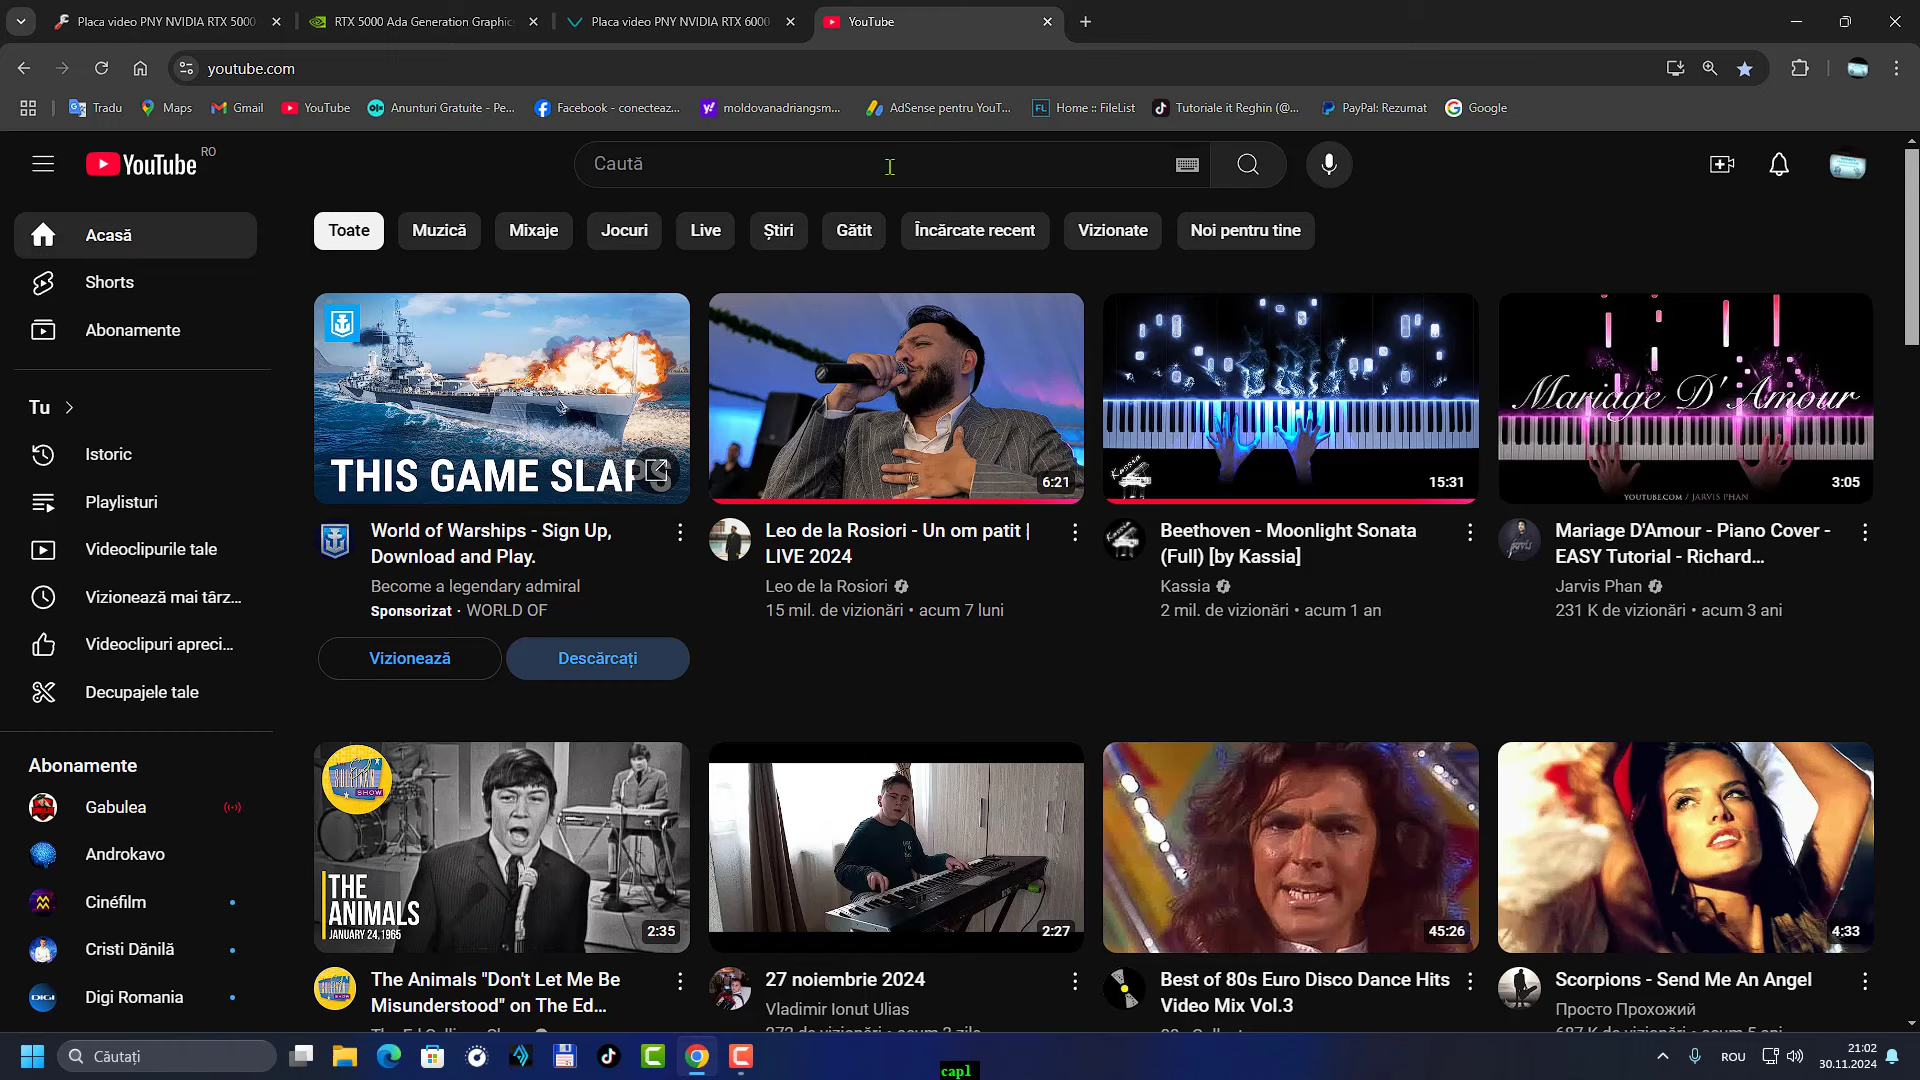 Placa video PNY NVIDIA RTX 5000
RTX 5000 Ada Generation Graphic
Placa video PNY NVIDIA RTX 6000
YouTube
youtube.com
Tradu
Maps
Gmail
YouTube
Anunturi Gratuite - Pe...
Facebook - conecteaz...
moldovanadriangsm...
AdSense pentru YouT...
Home :: FileList
Tutoriale it Reghin (@...
PayPal: Rezumat
Google
YouTube RO
Caută
Toate
Muzică
Mixaje
Jocuri
Live
Știri
Gătit
Încărcate recent
Vizionate
Noi pentru tine
Acasă
Shorts
Abonamente
Tu
Istoric
Playlisturi
Videoclipurile tale
Vizionează mai târz...
Videoclipuri apreci...
Decupajele tale
Abonamente
Gabulea
Androkavo
Cinéfilm
Cristi Dănilă
Digi Romania
THIS GAME SLAP
World of Warships - Sign Up,
Download and Play.
Become a legendary admiral
Sponsorizat · WORLD OF
Vizionează
Descărcați
6:21
Leo de la Rosiori - Un om patit |
LIVE 2024
Leo de la Rosiori
15 mil. de vizionări • acum 7 luni
Kassia
15:31
Beethoven - Moonlight Sonata
(Full) [by Kassia]
Kassia
2 mil. de vizionări • acum 1 an
Mariage D'Amour
YOUTUBE.COM / JARVIS PHAN
3:05
Mariage D'Amour - Piano Cover -
EASY Tutorial - Richard...
Jarvis Phan
231 K de vizionări • acum 3 ani
Ed
SULLIVAN
SHOW
THE
ANIMALS
JANUARY 24, 1965
2:35
The Animals "Don't Let Me Be
Misunderstood" on The Ed...
2:27
27 noiembrie 2024
Vladimir Ionut Ulias
45:26
Best of 80s Euro Disco Dance Hits
Video Mix Vol.3
4:33
Scorpions - Send Me An Angel
Просто Прохожий
DIGI
Căutați
capl
ROU
21:02
30.11.2024